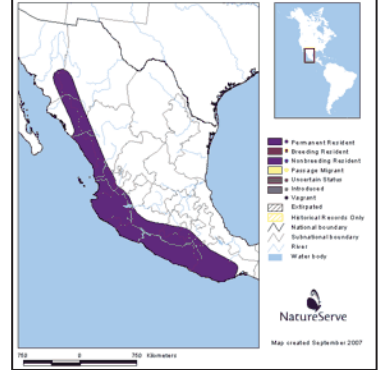 Permanent Resident
Breeding Resident
Nonbreeding Resident
Passage Migrant
Uncertain Status
Introduced
Vagrant
Extirpated
Historical Records Only
National boundary
Subnational boundary
River
Water body
NatureServe
Map created September 2007
750 0 750 Kilometers